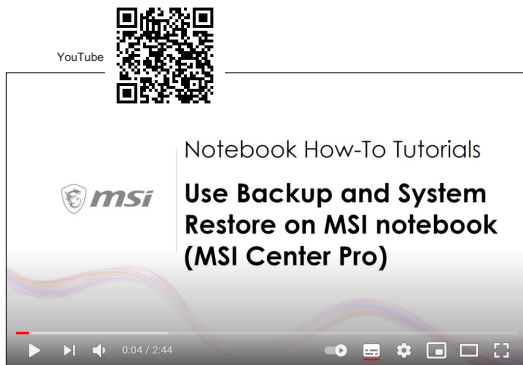 YouTube
Notebook How-To Tutorials
msi
Use Backup and System
Restore on MSI notebook
(MSI Center Pro)
0:04 / 2:44